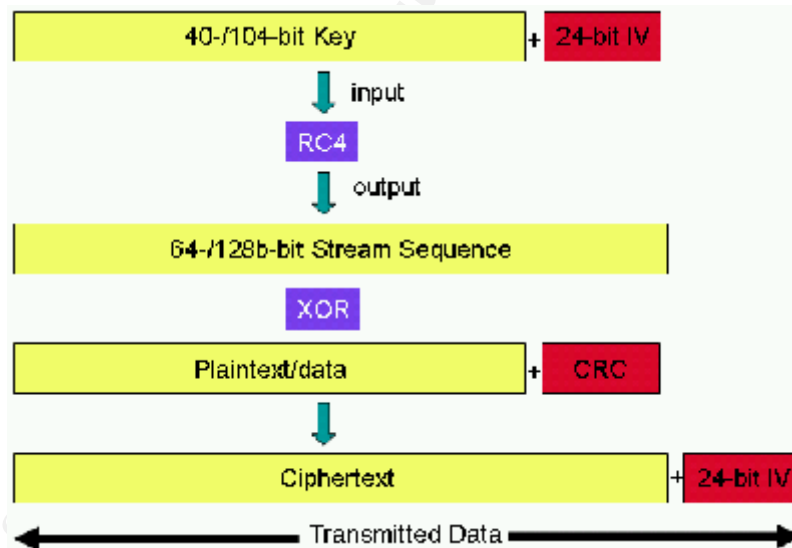 40-/104-bit Key + 24-bit IV
input
RC4
output
64-/128b-bit Stream Sequence
XOR
Plaintext/data + CRC
Ciphertext + 24-bit IV
Transmitted Data